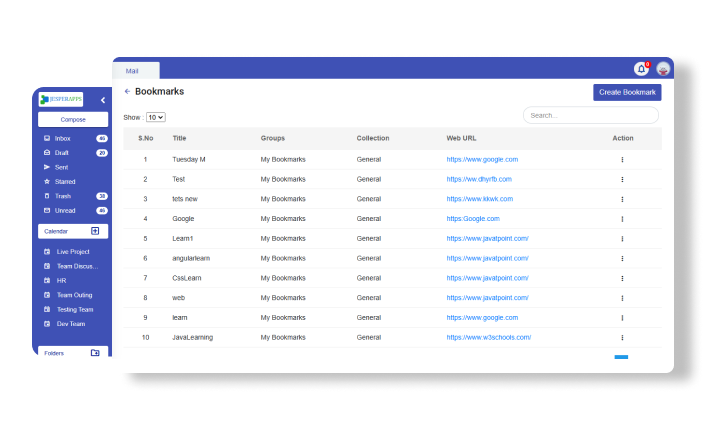 Mail
0
JESPERAPPS
Bookmarks
Create Bookmark
Compose
Show : 10
Search...
Inbox 46
Draft 20
Sent
Starred
Trash 38
Unread 46
Calendar
Live Project
Team Discus...
HR
Team Outing
Testing Team
Dev Team
Folders
S.No Title Groups Collection Web URL Action
1 Tuesday M My Bookmarks General https://www.google.com
2 Test My Bookmarks General https://ww.dhyrfb.com
3 tets new My Bookmarks General https://www.kkwk.com
4 Google My Bookmarks General https:Google.com
5 Learn1 My Bookmarks General https://www.javatpoint.com/
6 angularlearn My Bookmarks General https://www.javatpoint.com/
7 CssLearn My Bookmarks General https://www.javatpoint.com/
8 web My Bookmarks General https://www.javatpoint.com/
9 learn My Bookmarks General https://www.google.com
10 JavaLearning My Bookmarks General https://www.w3schools.com/